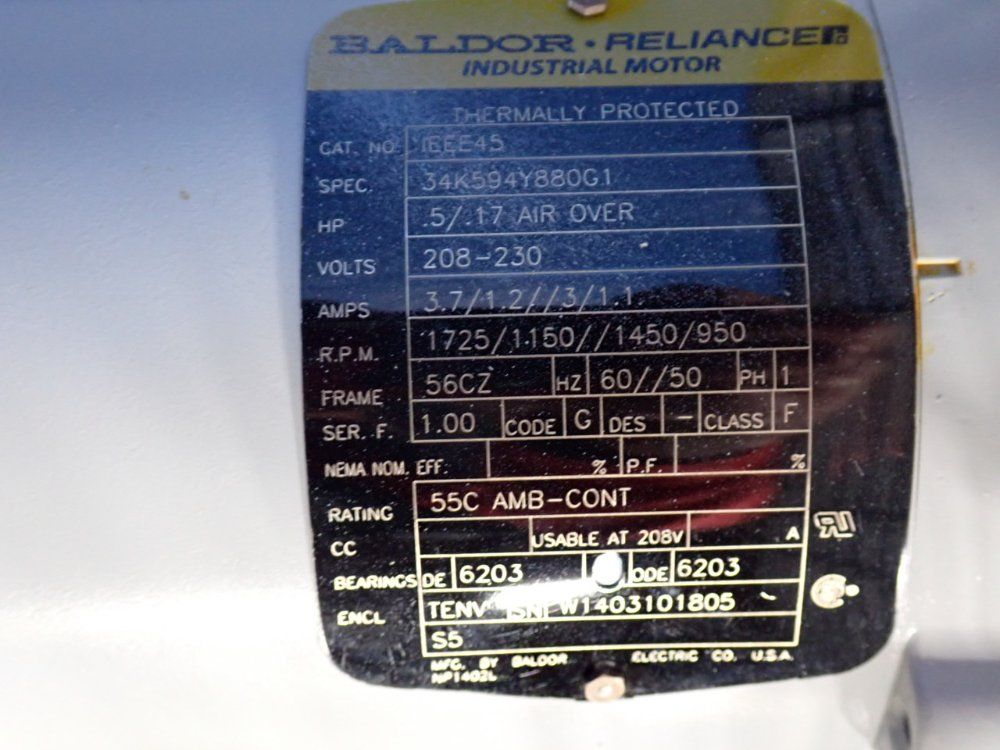 BALDOR • RELIANCE
INDUSTRIAL MOTOR
THERMALLY PROTECTED
CAT. NO. IEEE45
SPEC. 34K594Y880G1
HP .5/.17 AIR OVER
VOLTS 208-230
AMPS 3.7/1.2//3/1.1
R.P.M. 1725/1150//1450/950
FRAME 56CZ HZ 60//50 PH 1
SER. F. 1.00 CODE G DES - CLASS F
NEMA NOM. EFF. % P.F. %
RATING 55C AMB-CONT
CC USABLE AT 208V A
BEARINGS DE 6203 ODE 6203
ENCL TENV SN W1403101805
S5
MFG. BY BALDOR ELECTRIC CO. U.S.A.
NP1402L